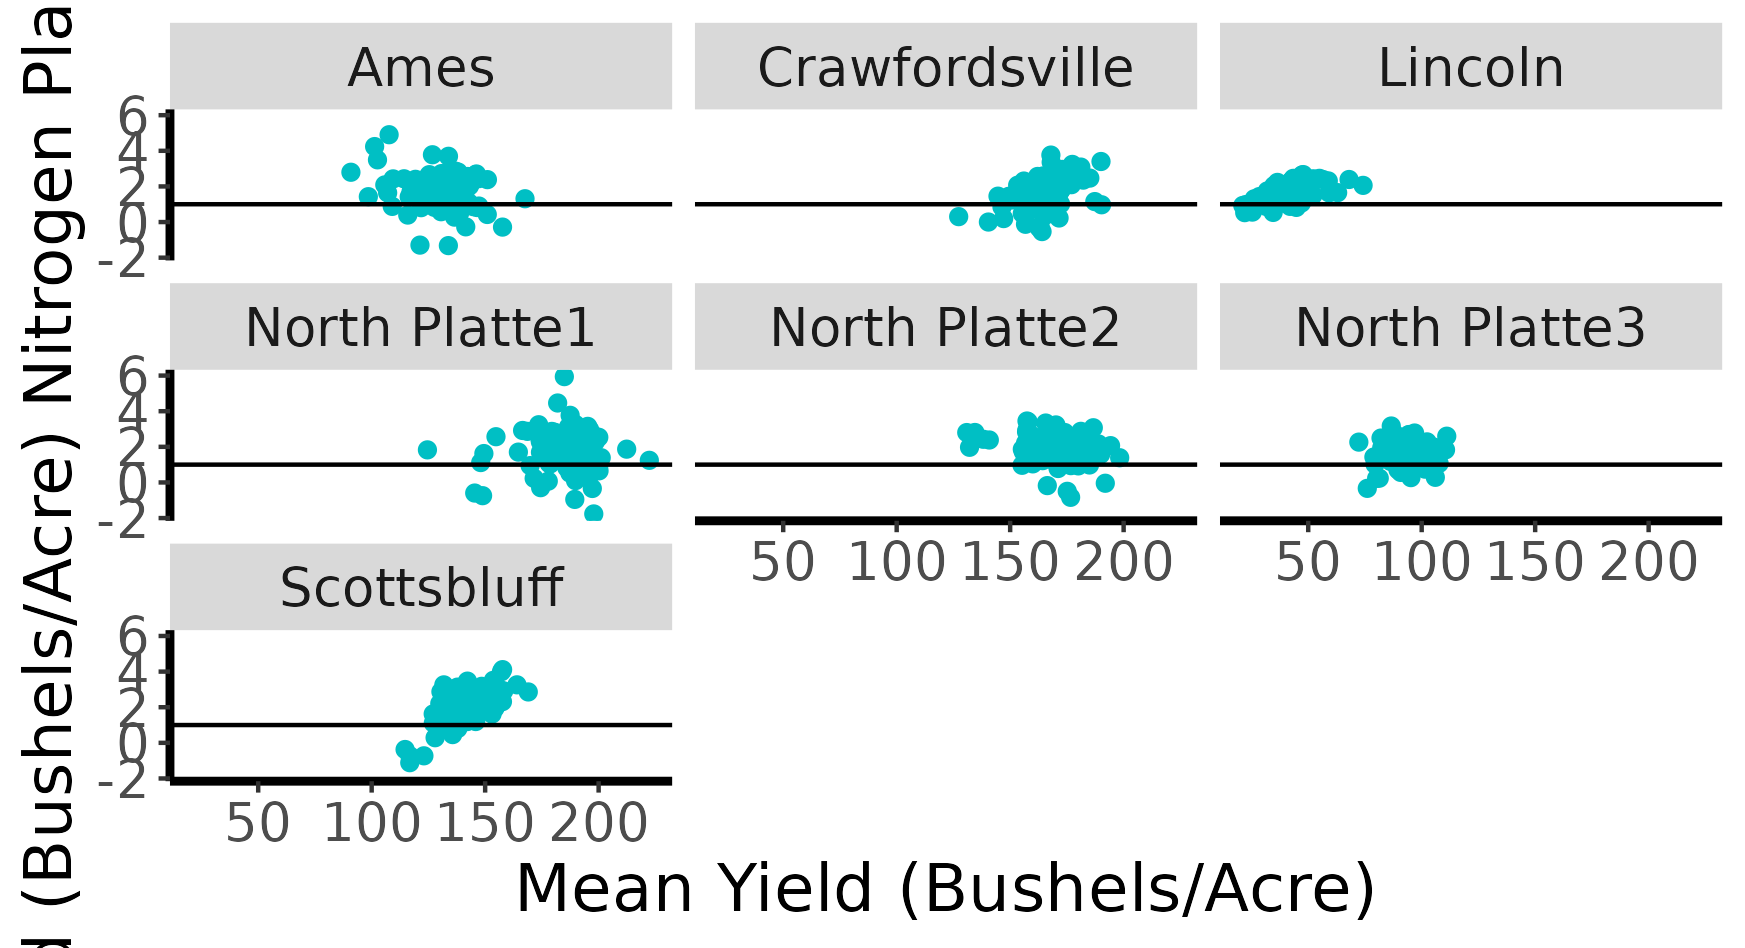 Ames
Crawfordsville
Lincoln
6
4
2
0
-2
North Platte1
North Platte2
North Platte3
6
4
2
0
-2
50 100 150 200
50 100 150 200
Scottsbluff
6
4
2
0
-2
50 100 150 200
Mean Yield (Bushels/Acre)
(Bushels/Acre) Nitrogen